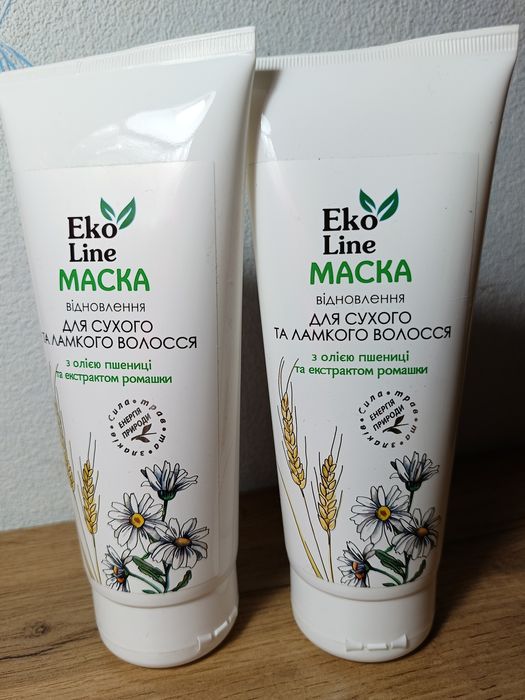 Eko
Line
МАСКА
відновлення
ДЛЯ СУХОГО
ТА ЛАМКОГО ВОЛОССЯ
з олією пшениці
та екстрактом ромашки
Сила трав та злаків
ЕНЕРГІЯ
ПРИРОДИ
Eko
Line
МАСКА
відновлення
ДЛЯ СУХОГО
ТА ЛАМКОГО ВОЛОССЯ
з олією пшениці
та екстрактом ромашки
Сила трав та злаків
ЕНЕРГІЯ
ПРИРОДИ